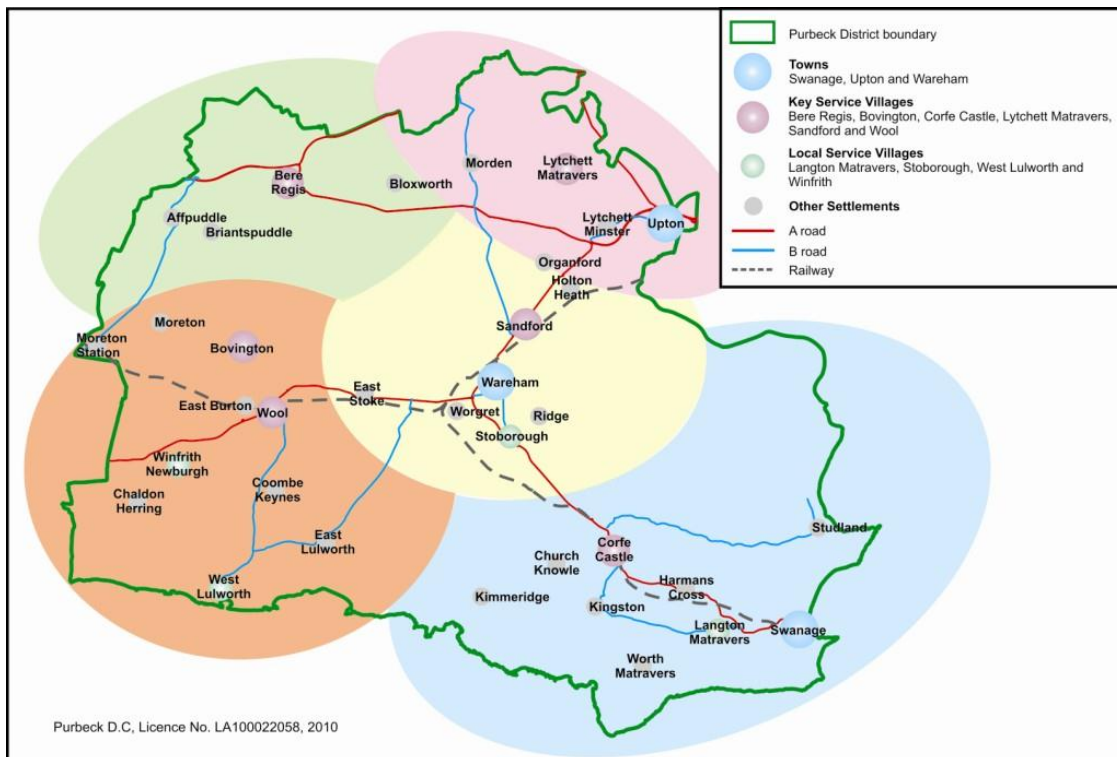 Purbeck District boundary
Towns
Swanage, Upton and Wareham
Key Service Villages
Bere Regis, Bovington, Corfe Castle, Lytchett Matravers,
Sandford and Wool
Local Service Villages
Langton Matravers, Stoborough, West Lulworth and
Winfrith
Other Settlements
A road
B road
Railway
Morden
Lytchett
Matravers
Bere
Regis
Bloxworth
Affpuddle
Briantspuddle
Lytchett
Minster
Upton
Organford
Holton
Heath
Moreton
Sandford
Moreton
Station
Bovington
Wareham
East
Stoke
East Burton
Wool
Worgret
Ridge
Stoborough
Winfrith
Newburgh
Chaldon
Herring
Coombe
Keynes
East
Lulworth
Studland
Corfe
Castle
Church
Knowle
West
Lulworth
Harmans
Cross
Kimmeridge
Kingston
Langton
Matravers
Swanage
Worth
Matravers
Purbeck D.C, Licence No. LA100022058, 2010